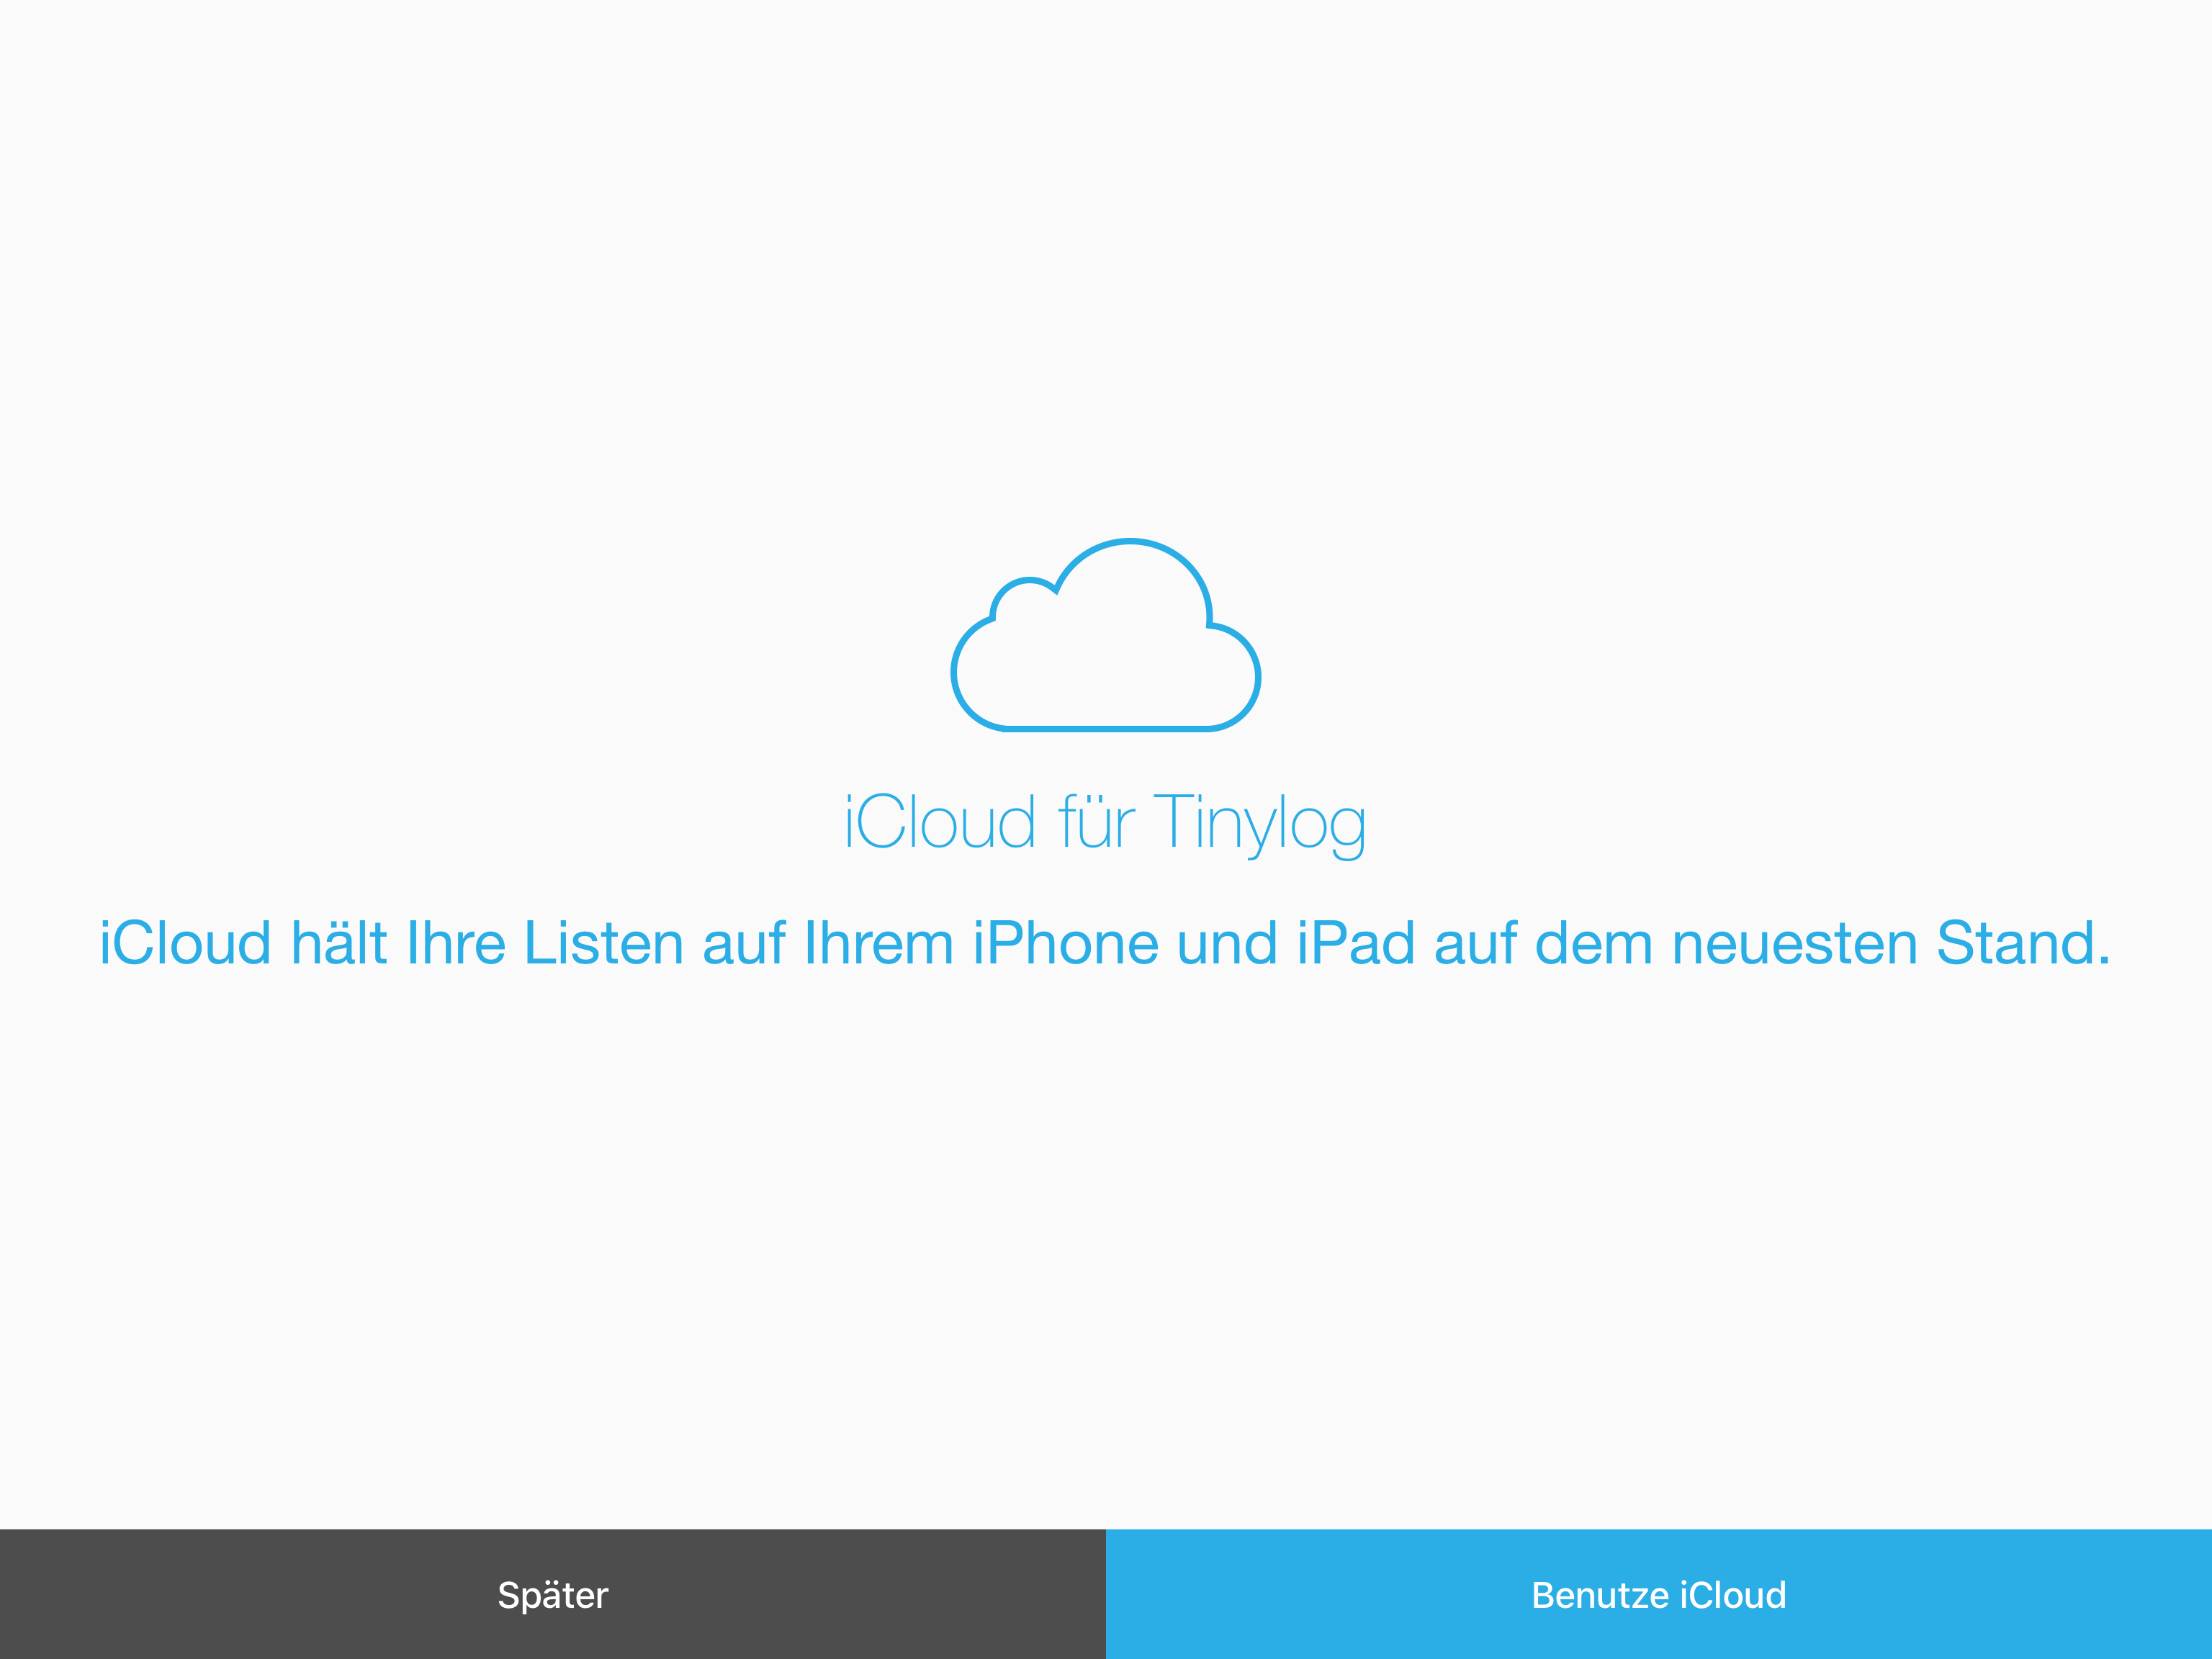 iCloud für Tinylog
iCloud hält Ihre Listen auf Ihrem iPhone und iPad auf dem neuesten Stand.
Später
Benutze iCloud